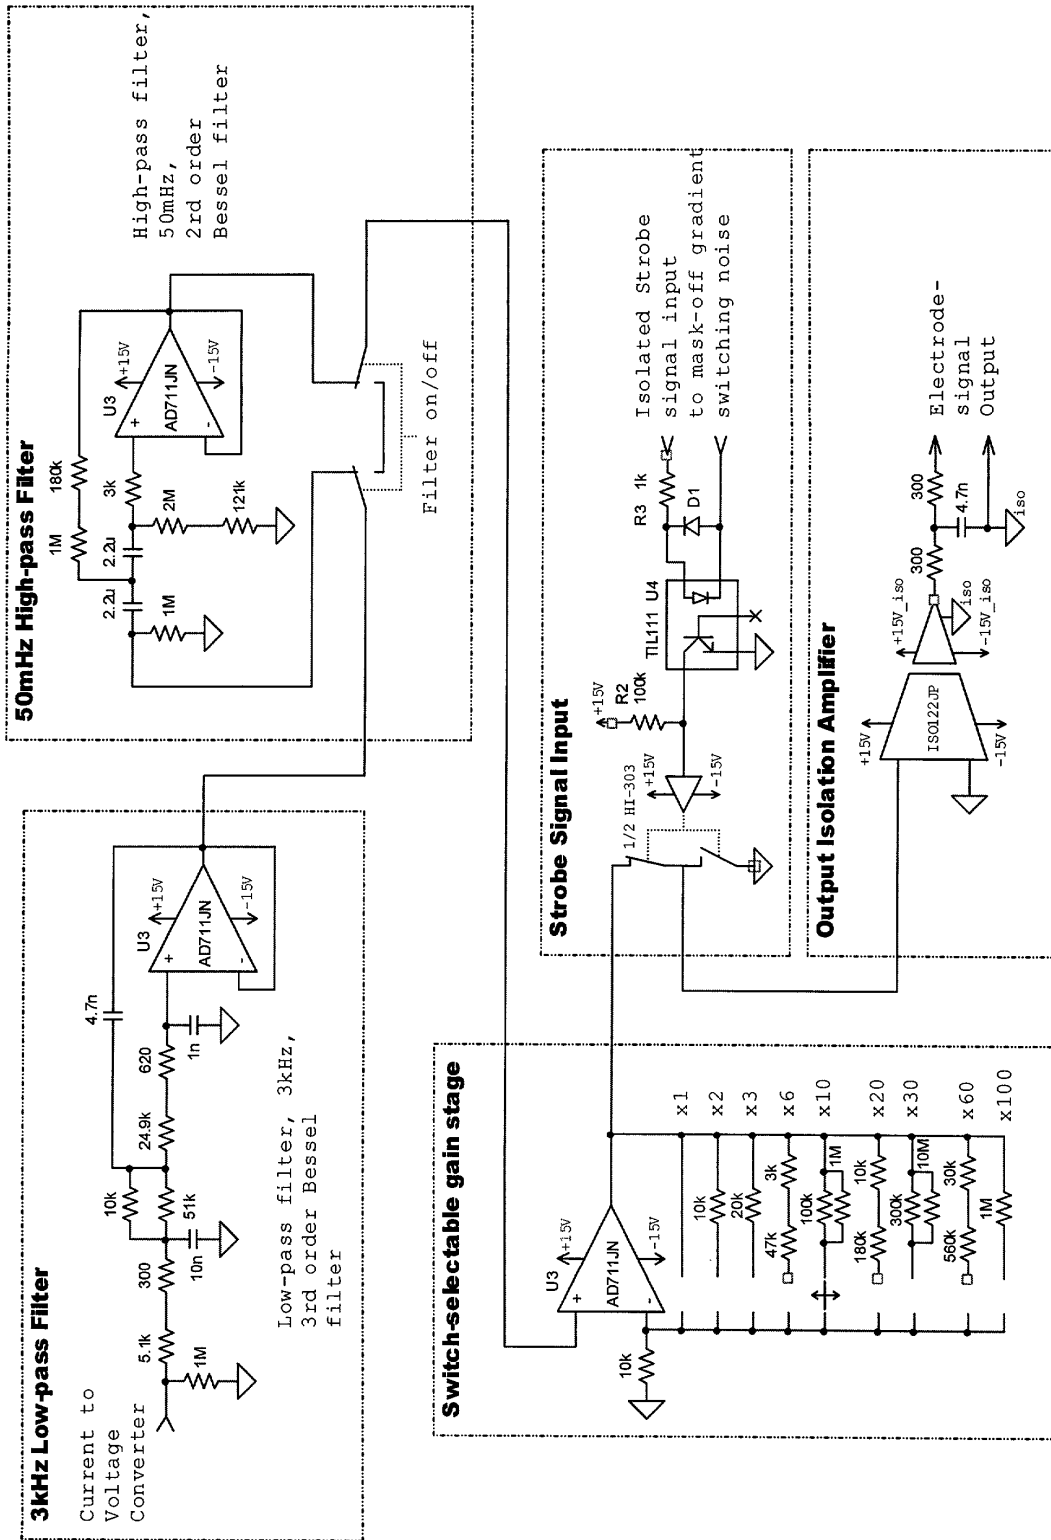 3kHz Low-pass Filter
Current to
Voltage
Converter
5.1k
300
1M
10n
10k
51k
24.9k
620
1n
4.7n
U3
+15V
+
AD711JN
-
-15V
Low-pass filter, 3kHz,
3rd order Bessel
filter
50mHz High-pass Filter
2.2u
2.2u
1M
1M
180k
3k
2M
121k
U3
+15V
+
AD711JN
-
-15V
High-pass filter,
50mHz,
2rd order
Bessel filter
Filter on/off
Switch-selectable gain stage
10k
U3
+15V
+
AD711JN
-
-15V
x1
10k
x2
20k
x3
47k
3k
x6
100k
1M
x10
180k
10k
x20
300k
10M
x30
560k
30k
x60
1M
x100
Strobe Signal Input
1/2 HI-303
+15V
-15V
+15V
R2
100k
TIL111 U4
R3 1k
D1
Isolated Strobe
signal input
to mask-off gradient
switching noise
Output Isolation Amplifier
+15V
ISO122JP
-15V
+15V_iso
iso
-15V_iso
300
300
4.7n
iso
Electrode-
signal
Output